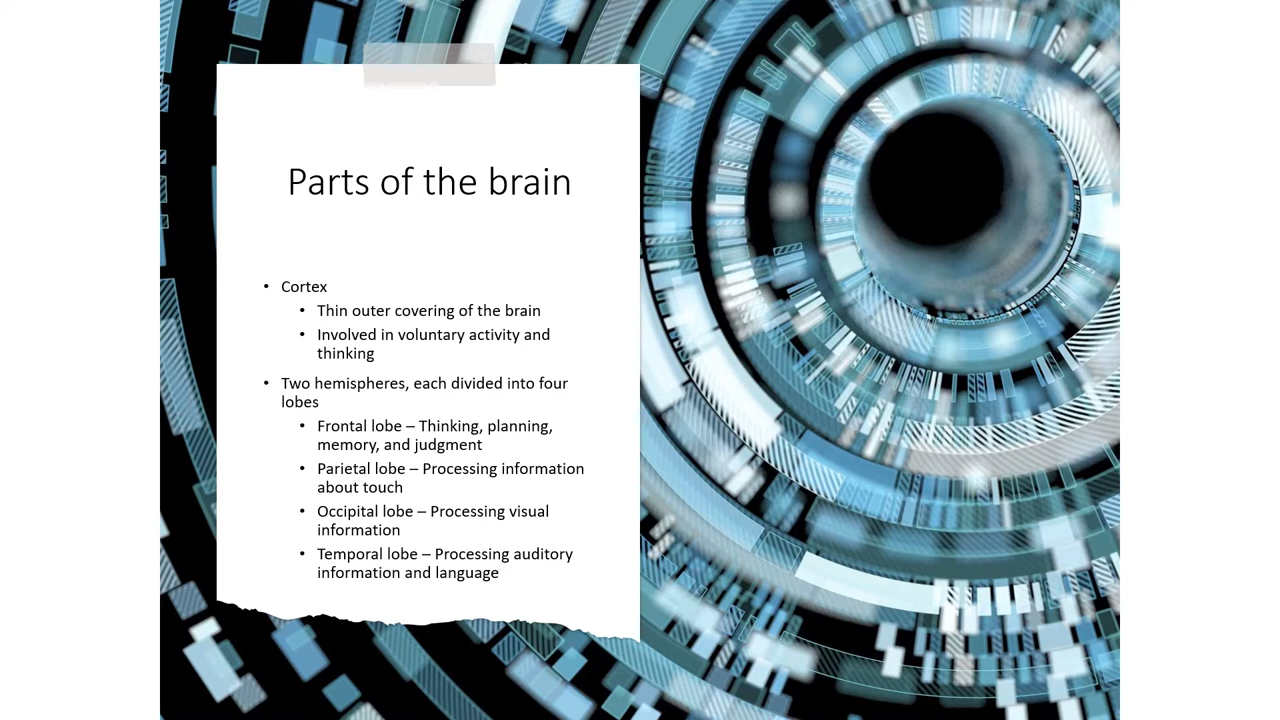 Parts of the brain
• Cortex
• Thin outer covering of the brain
• Involved in voluntary activity and
thinking
• Two hemispheres, each divided into four
lobes
• Frontal lobe – Thinking, planning,
memory, and judgment
• Parietal lobe – Processing information
about touch
• Occipital lobe – Processing visual
information
• Temporal lobe – Processing auditory
information and language